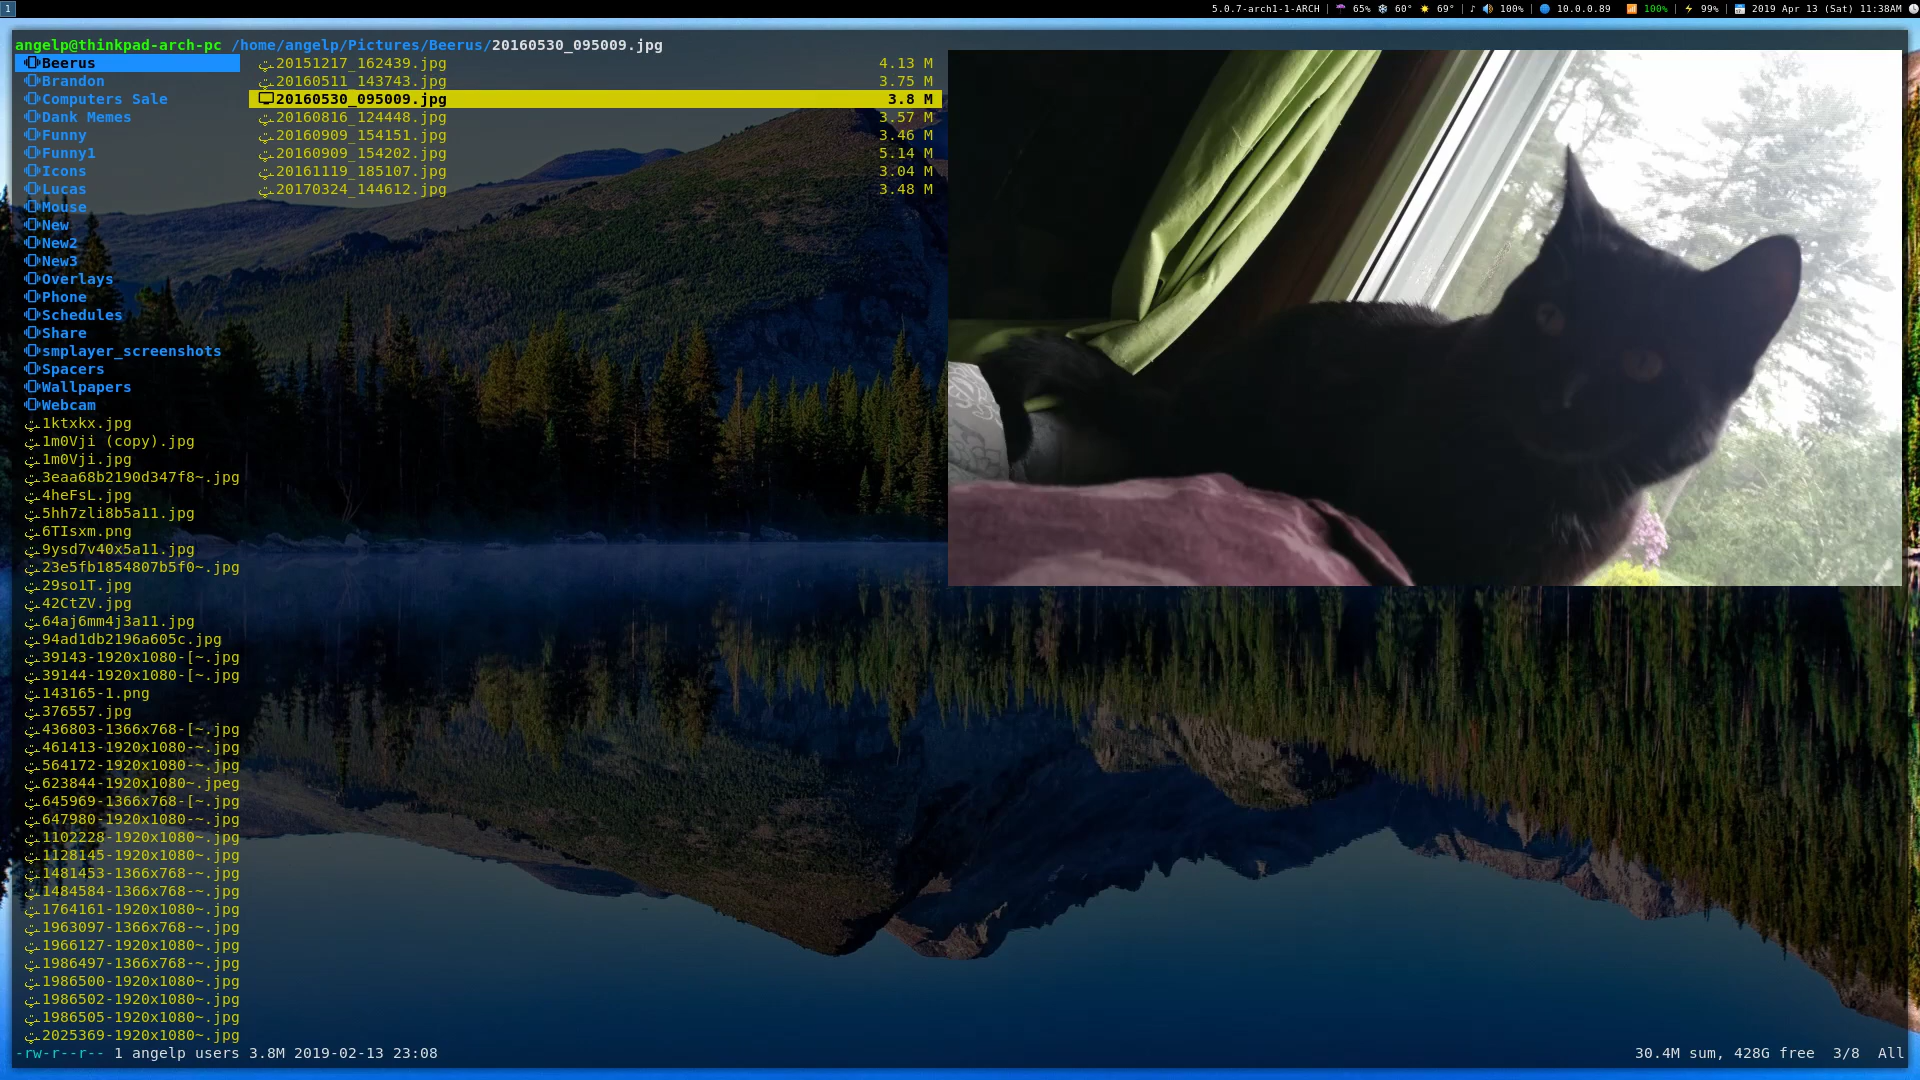 1
5.0.7-arch1-1-ARCH | 65% 60° 69° | 100% | 10.0.0.89 100% | 99% | 2019 Apr 13 (Sat) 11:38AM
angelp@thinkpad-arch-pc /home/angelp/Pictures/Beerus/20160530_095009.jpg
Beerus
Brandon
Computers Sale
Dank Memes
Funny
Funny1
Icons
Lucas
Mouse
New
New2
New3
Overlays
Phone
Schedules
Share
smplayer_screenshots
Spacers
Wallpapers
Webcam
1ktxkx.jpg
1m0Vji (copy).jpg
1m0Vji.jpg
3eaa68b2190d347f8~.jpg
4heFsL.jpg
5hh7zli8b5a11.jpg
6TIsxm.png
9ysd7v40x5a11.jpg
23e5fb1854807b5f0~.jpg
29so1T.jpg
42CtZV.jpg
64aj6mm4j3a11.jpg
94ad1db2196a605c.jpg
39143-1920x1080-[~.jpg
39144-1920x1080-[~.jpg
143165-1.png
376557.jpg
436803-1366x768-[~.jpg
461413-1920x1080-~.jpg
564172-1920x1080-~.jpg
623844-1920x1080~.jpeg
645969-1366x768-[~.jpg
647980-1920x1080-~.jpg
1102228-1920x1080~.jpg
1128145-1920x1080~.jpg
1481453-1366x768-~.jpg
1484584-1366x768-~.jpg
1764161-1920x1080~.jpg
1963097-1366x768-~.jpg
1966127-1920x1080~.jpg
1986497-1366x768-~.jpg
1986500-1920x1080~.jpg
1986502-1920x1080~.jpg
1986505-1920x1080~.jpg
2025369-1920x1080~.jpg
20151217_162439.jpg 4.13 M
20160511_143743.jpg 3.75 M
20160530_095009.jpg 3.8 M
20160816_124448.jpg 3.57 M
20160909_154151.jpg 3.46 M
20160909_154202.jpg 5.14 M
20161119_185107.jpg 3.04 M
20170324_144612.jpg 3.48 M
-rw-r--r-- 1 angelp users 3.8M 2019-02-13 23:08
30.4M sum, 428G free 3/8 All